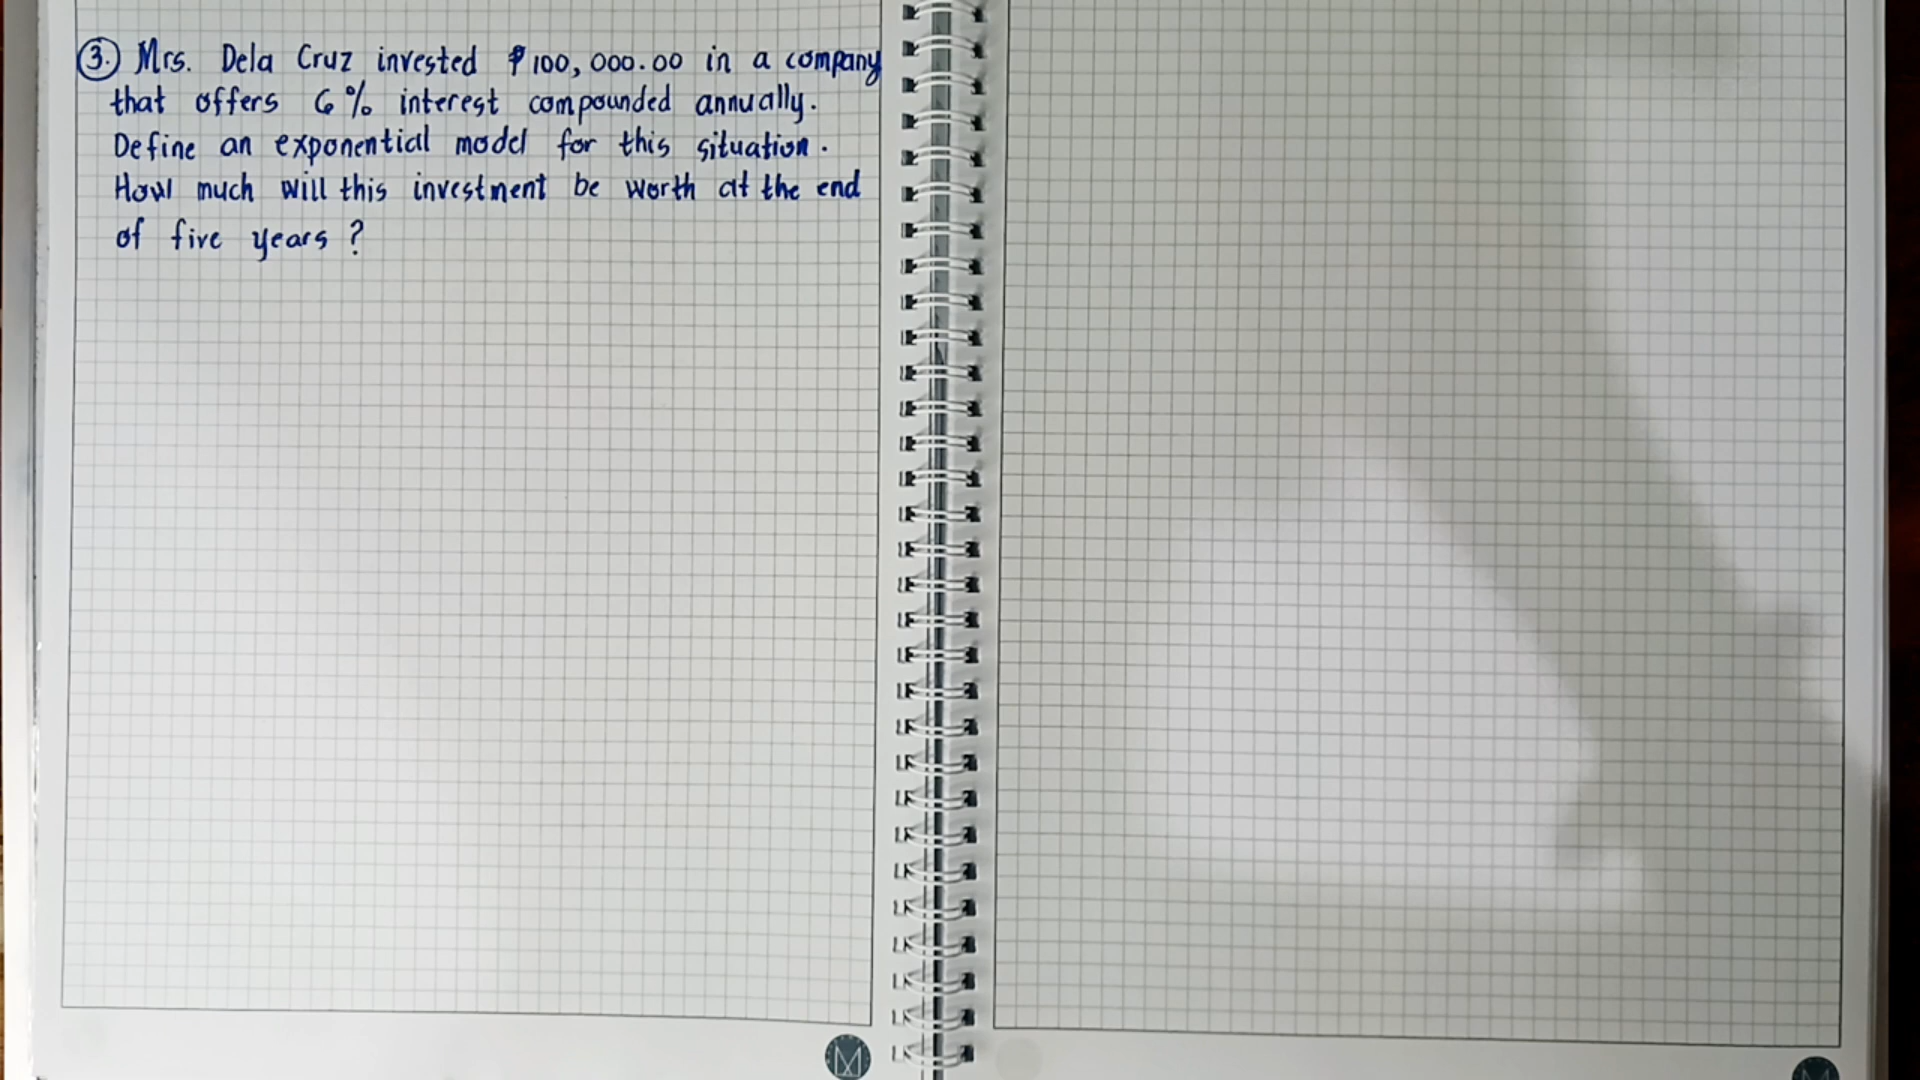 3. Mrs. Dela Cruz invested ₱100,000.00 in a company
that offers 6% interest compounded annually.
Define an exponential model for this situation.
How much will this investment be worth at the end
of five years?